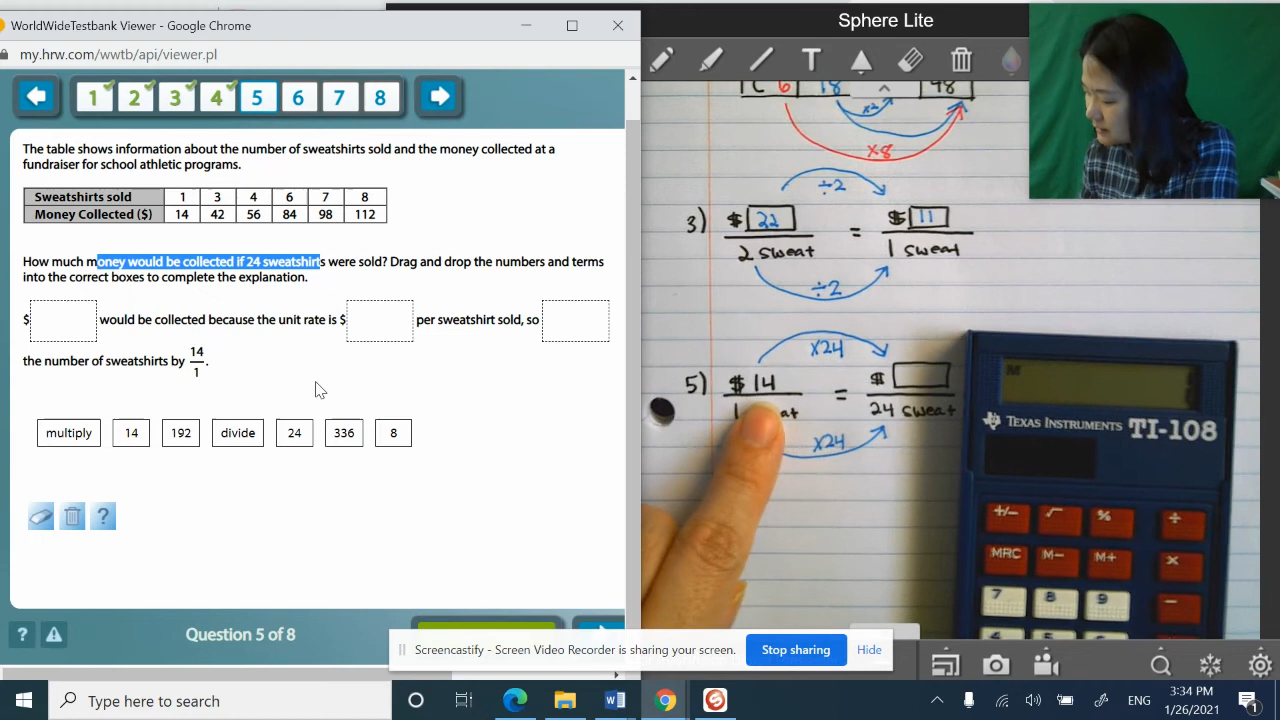 WorldWideTestbank Viewer - Google Chrome
my.hrw.com/wwtb/api/viewer.pl
1 2 3 4 5 6 7 8
The table shows information about the number of sweatshirts sold and the money collected at a
fundraiser for school athletic programs.
Sweatshirts sold 1 3 4 6 7 8
Money Collected ($) 14 42 56 84 98 112
How much money would be collected if 24 sweatshirts were sold? Drag and drop the numbers and terms
into the correct boxes to complete the explanation.
$ would be collected because the unit rate is $ per sweatshirt sold, so
the number of sweatshirts by 14/1.
multiply 14 192 divide 24 336 8
?
? Question 5 of 8
Sphere Lite
T
6 18 48
x2
x8
÷2
3) $ 22 = $ 11
2 sweat 1 sweat
÷2
x24
5) $ 14 = $
24 sweat
x24
M
TEXAS INSTRUMENTS TI-108
+/- √ % ÷
MRC M- M+ ×
7 8 9 -
Screencastify - Screen Video Recorder is sharing your screen. Stop sharing Hide
Type here to search
ENG
3:34 PM
1/26/2021
1